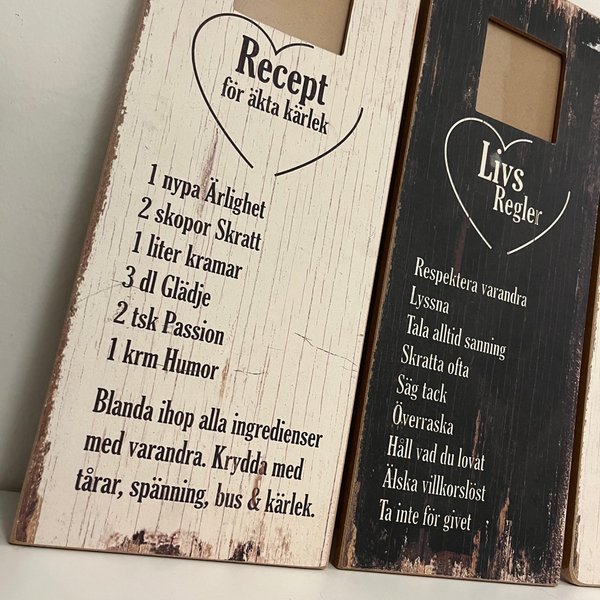 Recept
för äkta kärlek
1 nypa Ärlighet
2 skopor Skratt
1 liter kramar
3 dl Glädje
2 tsk Passion
1 krm Humor
Blanda ihop alla ingredienser
med varandra. Krydda med
tårar, spänning, bus & kärlek.
Livs
Regler
Respektera varandra
Lyssna
Tala alltid sanning
Skratta ofta
Säg tack
Överraska
Håll vad du lovat
Älska villkorslöst
Ta inte för givet